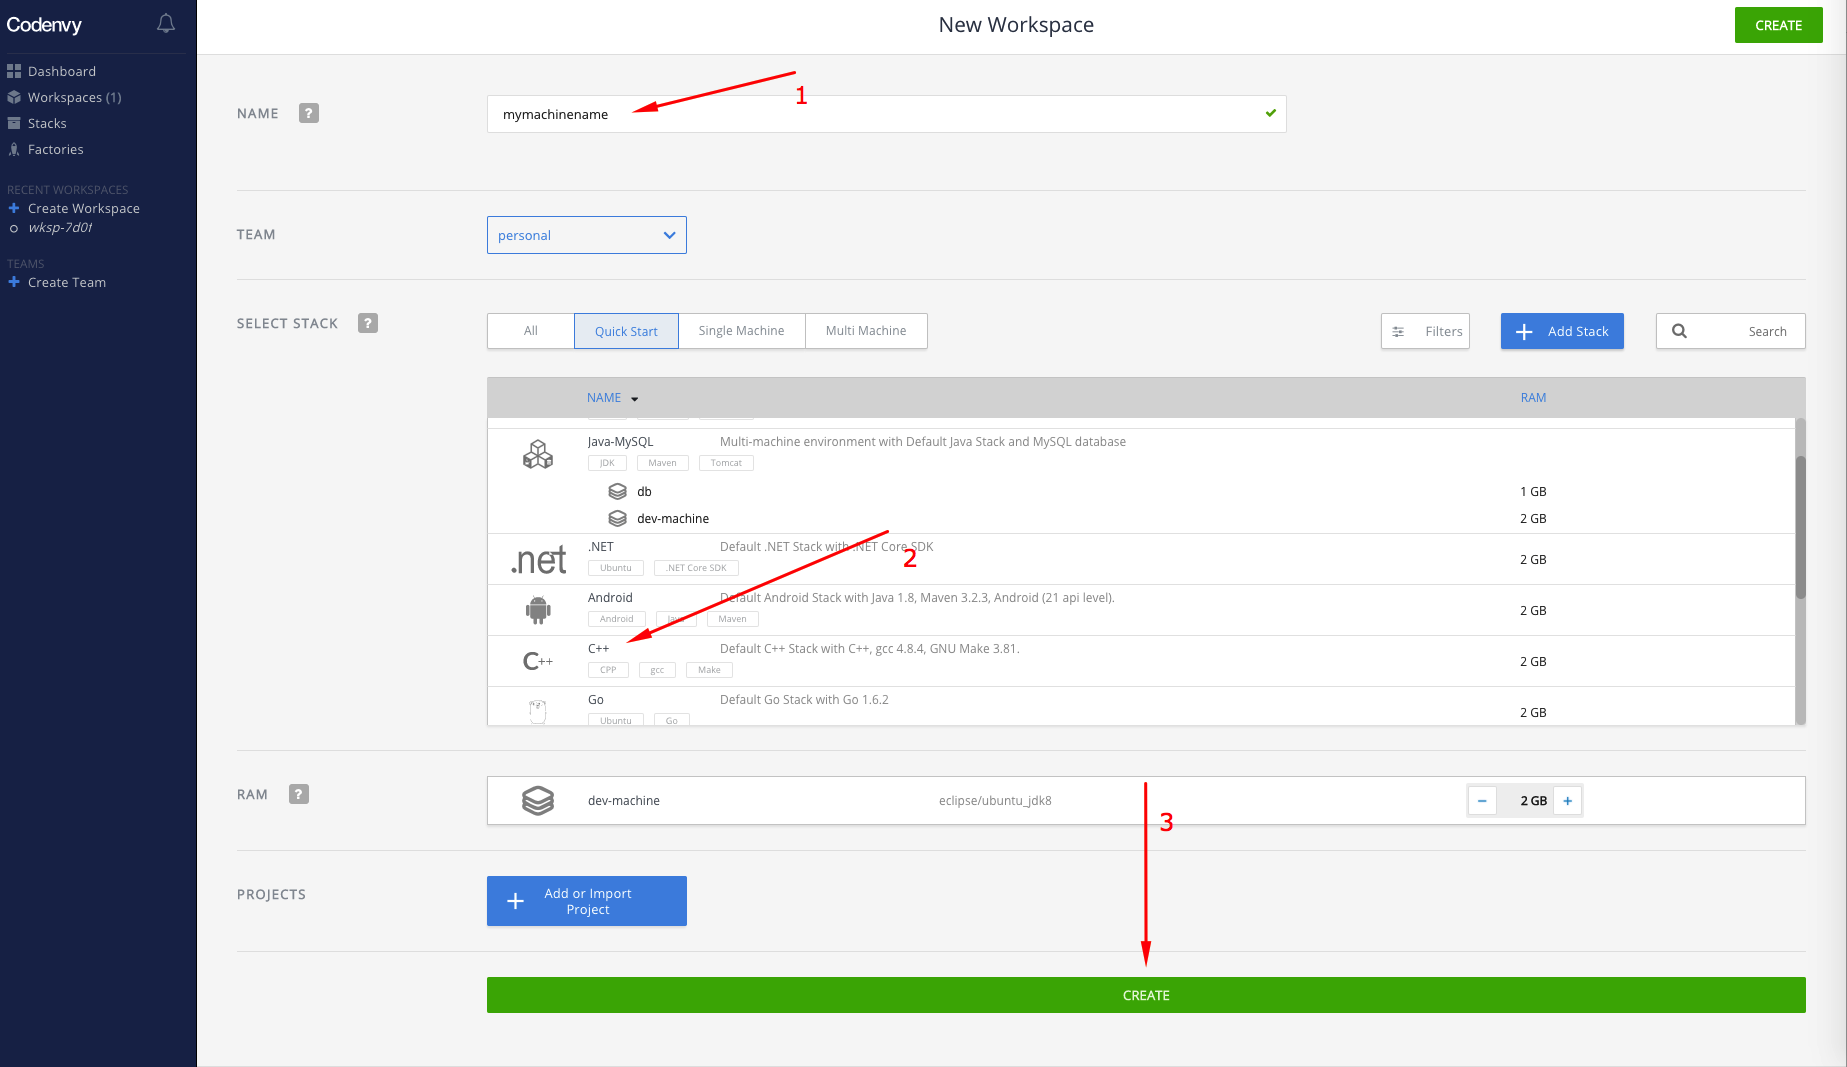 Codenvy
New Workspace
CREATE
Dashboard
Workspaces (1)
Stacks
Factories
RECENT WORKSPACES
Create Workspace
wksp-7d0f
TEAMS
Create Team
NAME ?
mymachinename
1
TEAM
personal
SELECT STACK ?
All Quick Start Single Machine Multi Machine
Filters
Add Stack
Search
NAME RAM
Java-MySQL Multi-machine environment with Default Java Stack and MySQL database
JDK Maven Tomcat
db 1 GB
dev-machine 2 GB
.net .NET Default .NET Stack with .NET Core SDK 2 GB
Ubuntu .NET Core SDK
2
Android Default Android Stack with Java 1.8, Maven 3.2.3, Android (21 api level). 2 GB
Android Java Maven
C++ C++ Default C++ Stack with C++, gcc 4.8.4, GNU Make 3.81. 2 GB
CPP gcc Make
Go Default Go Stack with Go 1.6.2 2 GB
Ubuntu Go
RAM ?
dev-machine eclipse/ubuntu_jdk8 − 2 GB +
3
PROJECTS
Add or Import
Project
CREATE